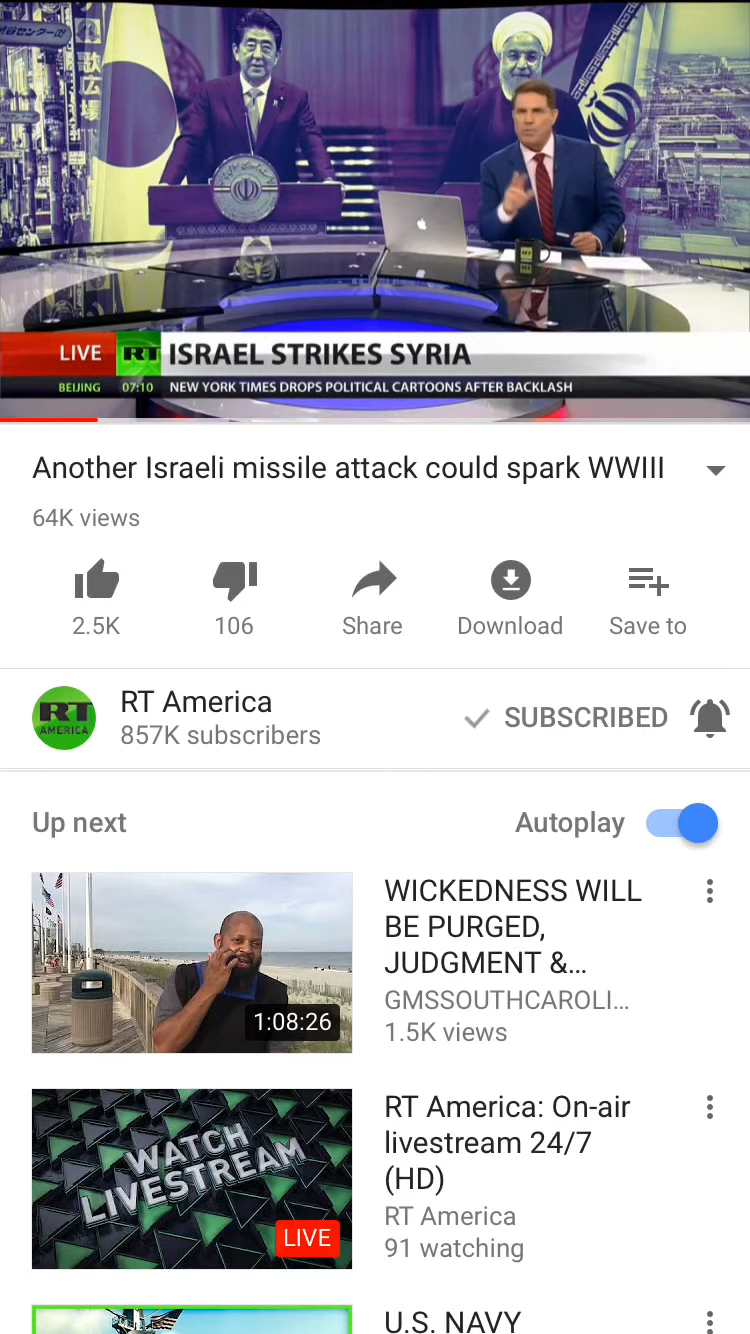 歌広場
LIVE RT ISRAEL STRIKES SYRIA
BEIJING 07:10 NEW YORK TIMES DROPS POLITICAL CARTOONS AFTER BACKLASH
Another Israeli missile attack could spark WWIII
64K views
2.5K 106 Share Download Save to
RT AMERICA
RT America
857K subscribers
SUBSCRIBED
Up next Autoplay
1:08:26
WICKEDNESS WILL
BE PURGED,
JUDGMENT &...
GMSSOUTHCAROLI...
1.5K views
WATCH
LIVESTREAM
LIVE
RT America: On-air
livestream 24/7
(HD)
RT America
91 watching
U.S. NAVY